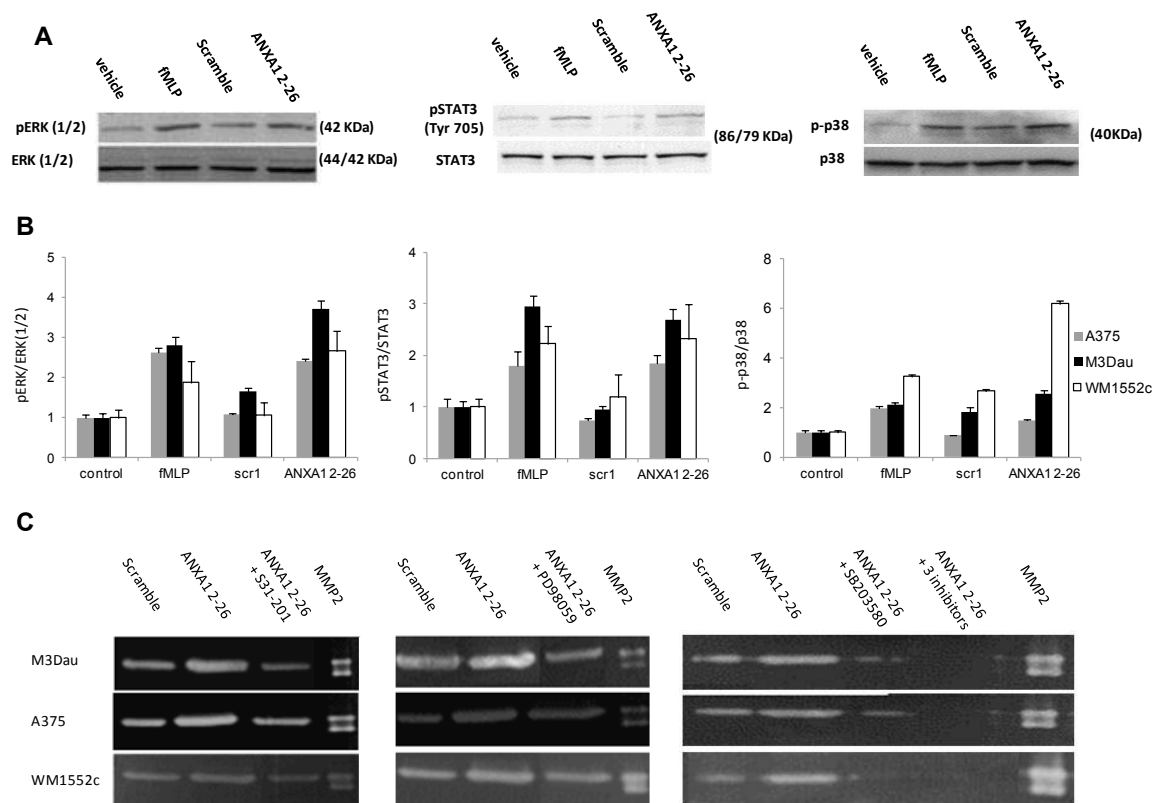 A
vehicle fMLP Scramble ANXA1 2-26
pERK (1/2) (42 KDa)
ERK (1/2) (44/42 KDa)
vehicle fMLP Scramble ANXA1 2-26
pSTAT3
(Tyr 705)
(86/79 KDa)
STAT3
vehicle fMLP Scramble ANXA1 2-26
p-p38 (40KDa)
p38
B
pERK/ERK(1/2)
5
4
3
2
1
0
control fMLP scr1 ANXA1 2-26
pSTAT3/STAT3
4
3
2
1
0
control fMLP scr1 ANXA1 2-26
p-p38/p38
8
6
4
2
0
control fMLP scr1 ANXA1 2-26
A375
M3Dau
WM1552c
C
Scramble ANXA1 2-26 ANXA1 2-26
+ S31-201 MMP2
Scramble ANXA1 2-26 ANXA1 2-26
+ PD98059 MMP2
Scramble ANXA1 2-26 ANXA1 2-26
+ SB203580 ANXA1 2-26
+ 3 inhibitors MMP2
M3Dau
A375
WM1552c